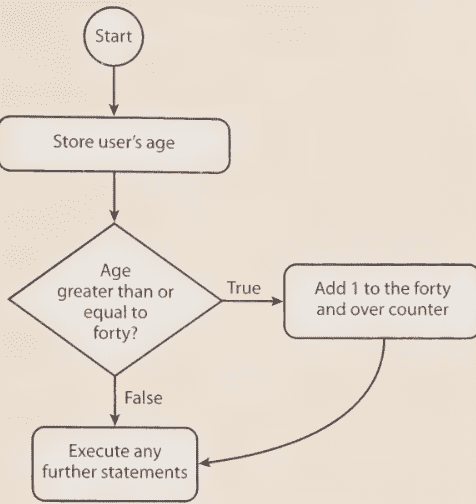 Start
Store user's age
Age
greater than or
equal to
forty?
True
Add 1 to the forty
and over counter
False
Execute any
further statements